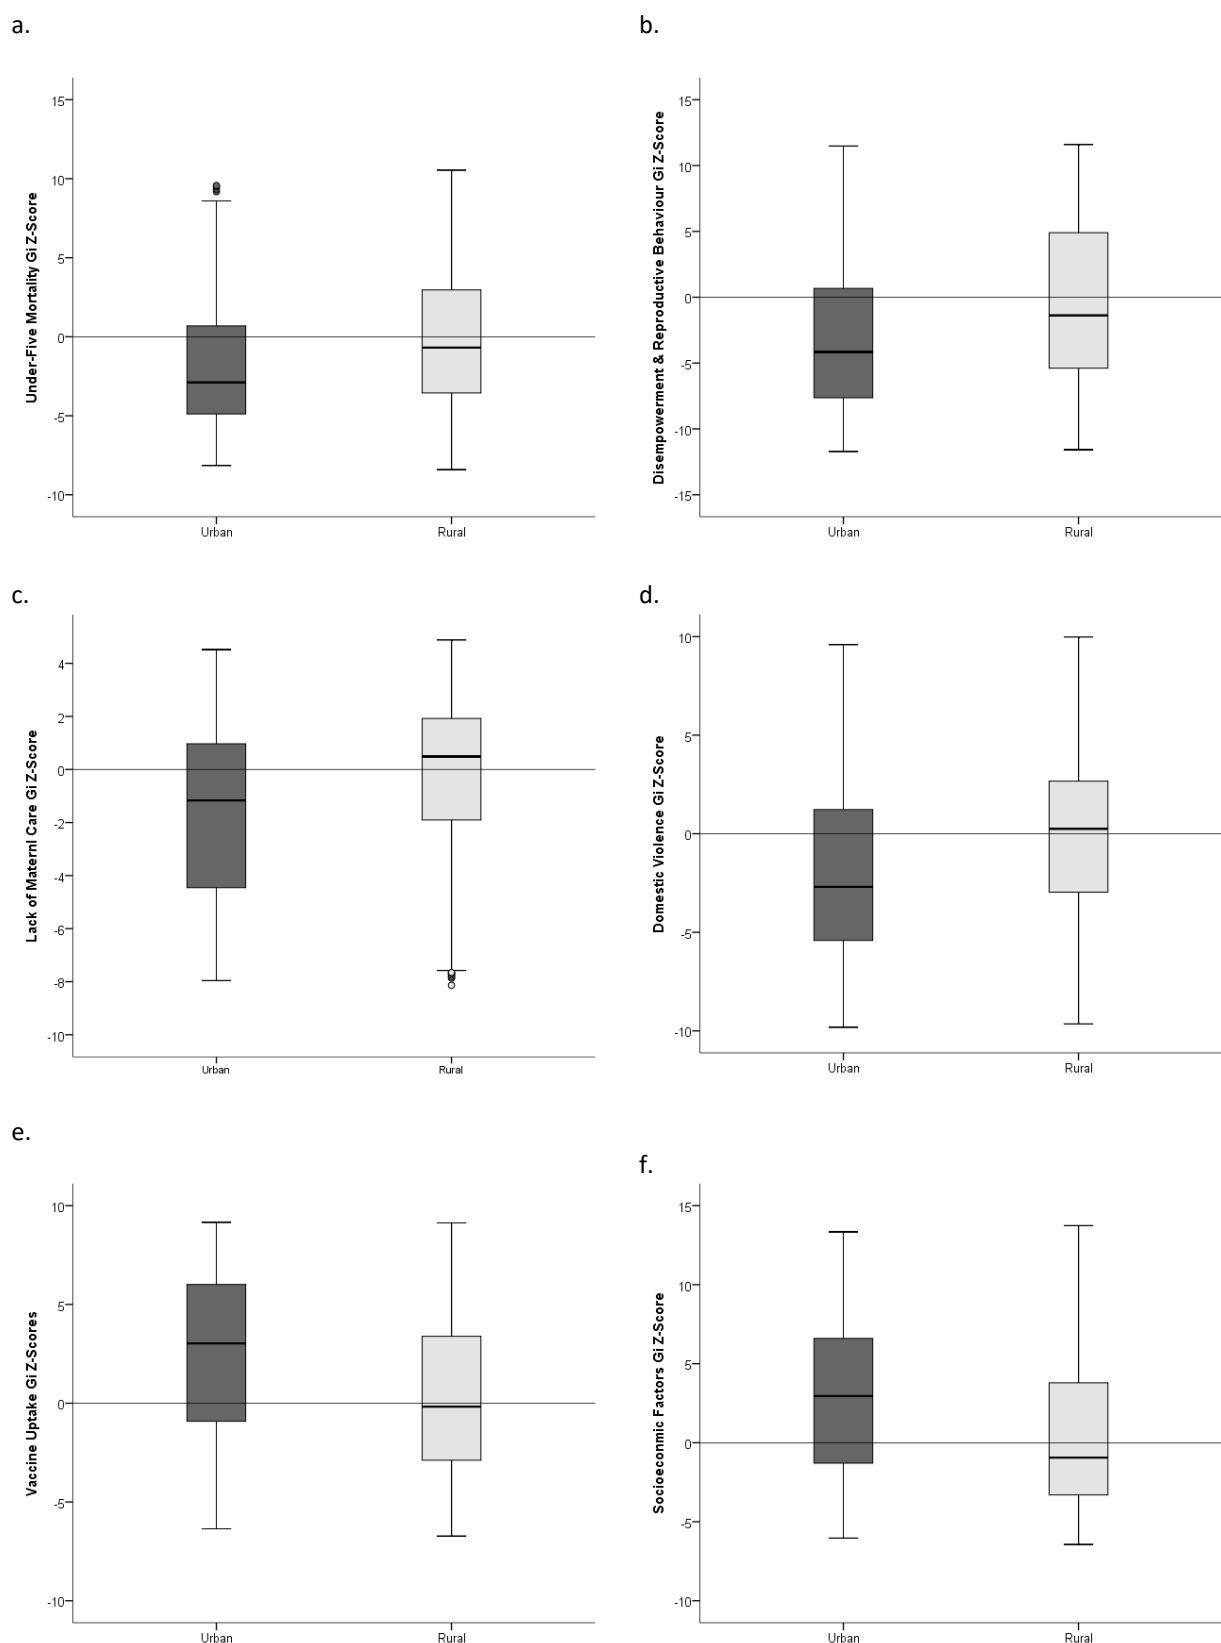 a.
Under-Five Mortality Gi Z-Score
15
10
5
0
-5
-10
Urban
Rural
b.
Disempowerment & Reproductive Behaviour Gi Z-Score
15
10
5
0
-5
-10
-15
Urban
Rural
c.
Lack of Maternl Care Gi Z-Score
4
2
0
-2
-4
-6
-8
-10
Urban
Rural
d.
Domestic Violence Gi Z-Score
10
5
0
-5
-10
Urban
Rural
e.
Vaccine Uptake Gi Z-Scores
10
5
0
-5
-10
Urban
Rural
f.
Socioeconmic Factors Gi Z-Score
15
10
5
0
-5
-10
Urban
Rural